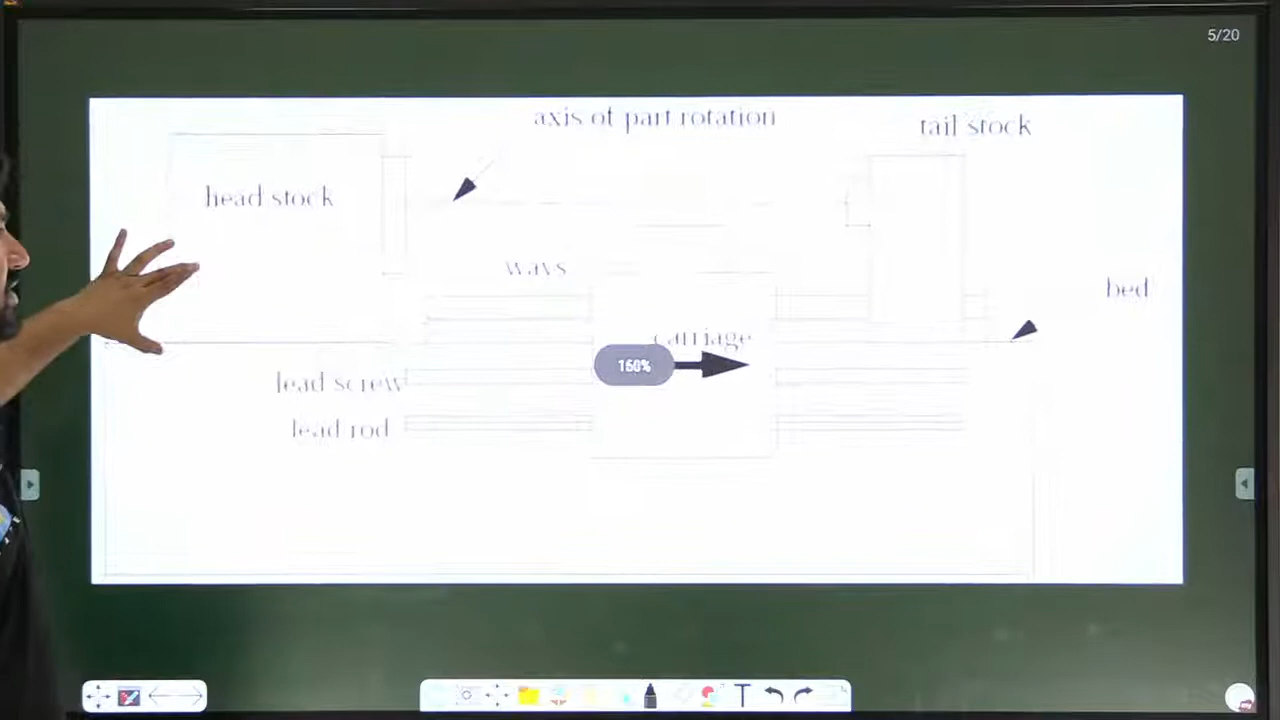 5/20
axis of part rotation
tail stock
head stock
ways
bed
carriage
160%
lead screw
lead rod
T